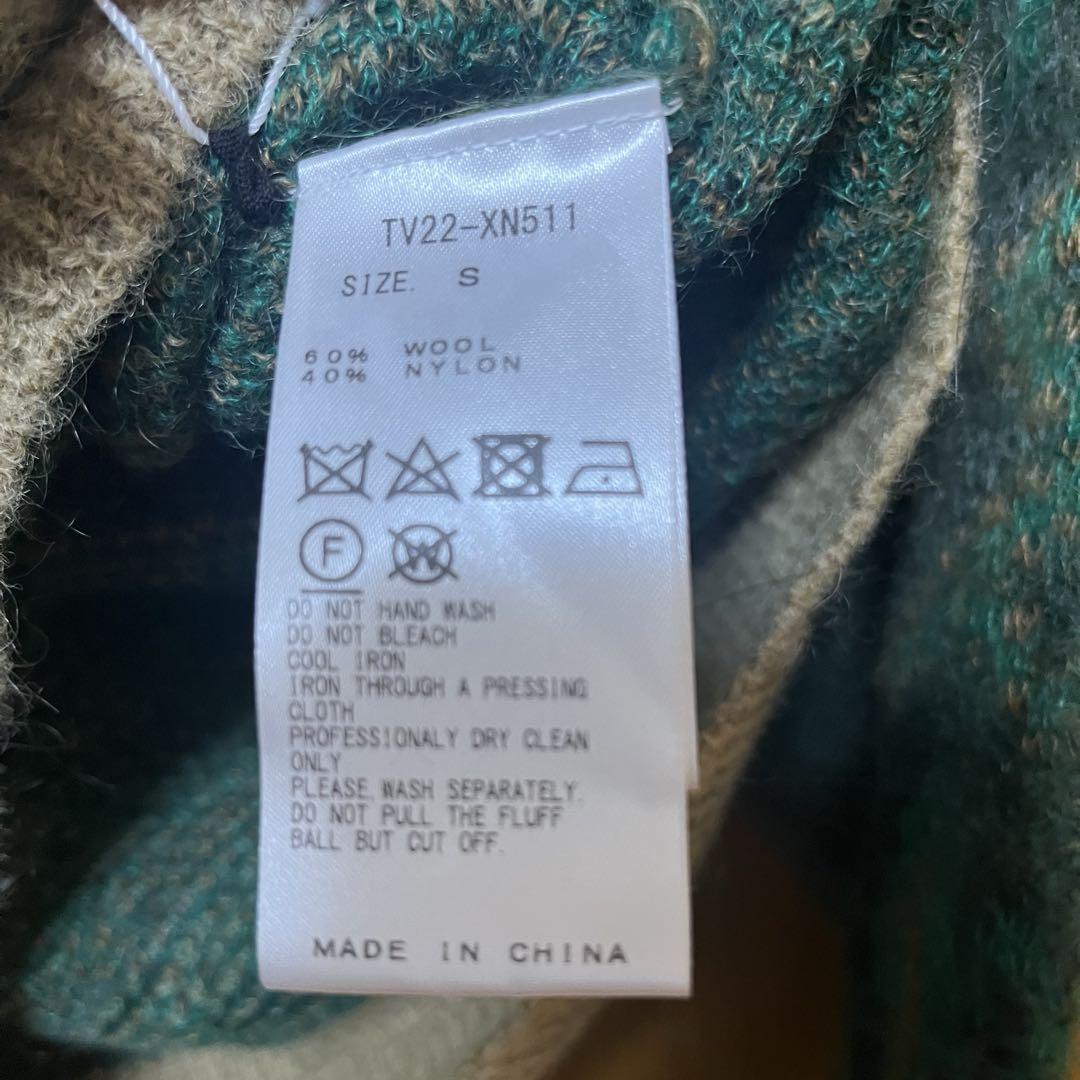 TV22-XN511
SIZE. S
60% WOOL
40% NYLON
F W
DO NOT HAND WASH
DO NOT BLEACH
COOL IRON
IRON THROUGH A PRESSING
CLOTH
PROFESSIONALY DRY CLEAN
ONLY
PLEASE WASH SEPARATELY.
DO NOT PULL THE FLUFF
BALL BUT CUT OFF.
MADE IN CHINA